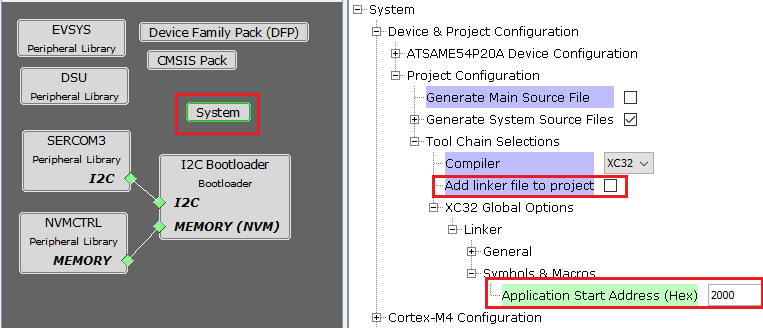 EVSYS
Peripheral Library
Device Family Pack (DFP)
CMSIS Pack
DSU
Peripheral Library
System
SERCOM3
Peripheral Library
I2C
I2C Bootloader
Bootloader
I2C
MEMORY (NVM)
NVMCTRL
Peripheral Library
MEMORY
System
Device & Project Configuration
ATSAME54P20A Device Configuration
Project Configuration
Generate Main Source File
Generate System Source Files
Tool Chain Selections
Compiler XC32
Add linker file to project
XC32 Global Options
Linker
General
Symbols & Macros
Application Start Address (Hex) 2000
Cortex-M4 Configuration